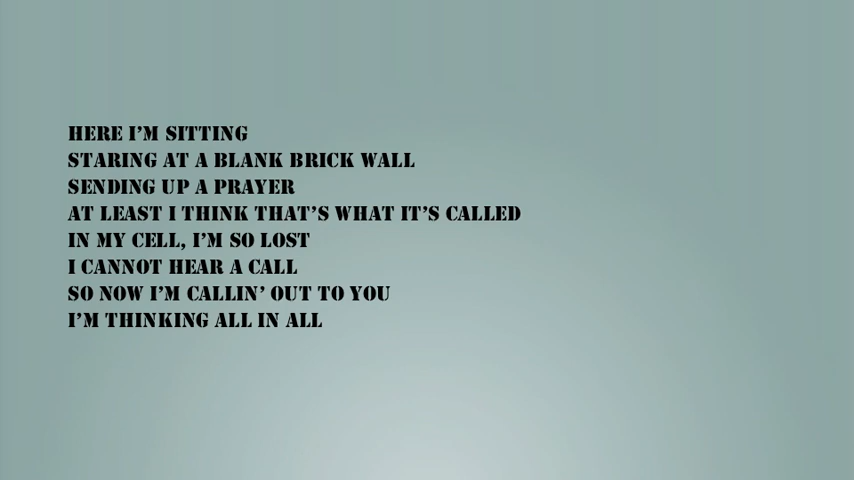 HERE I'M SITTING
STARING AT A BLANK BRICK WALL
SENDING UP A PRAYER
AT LEAST I THINK THAT'S WHAT IT'S CALLED
IN MY CELL, I'M SO LOST
I CANNOT HEAR A CALL
SO NOW I'M CALLIN' OUT TO YOU
I'M THINKING ALL IN ALL